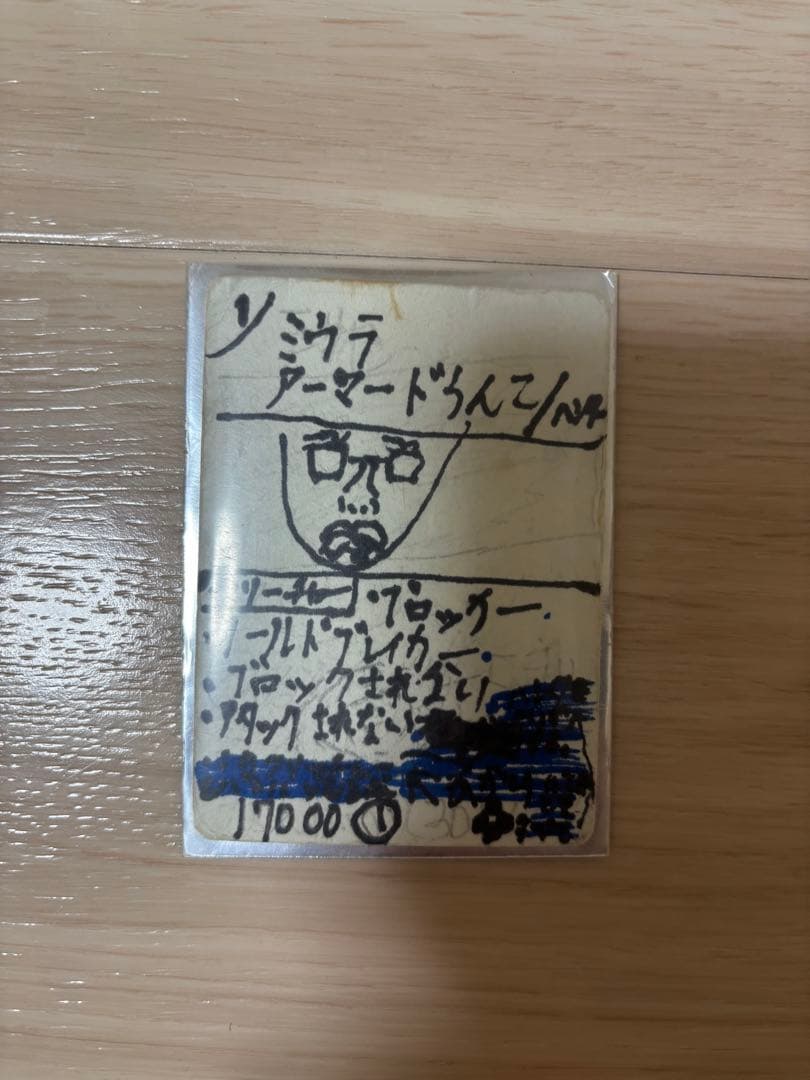 1
ミウラ
アーマードうんこ/
クリーチャー ・ブロッカー.
・ワールドブレイカー.
・ブロックされない
・アタックされない
17000 ①